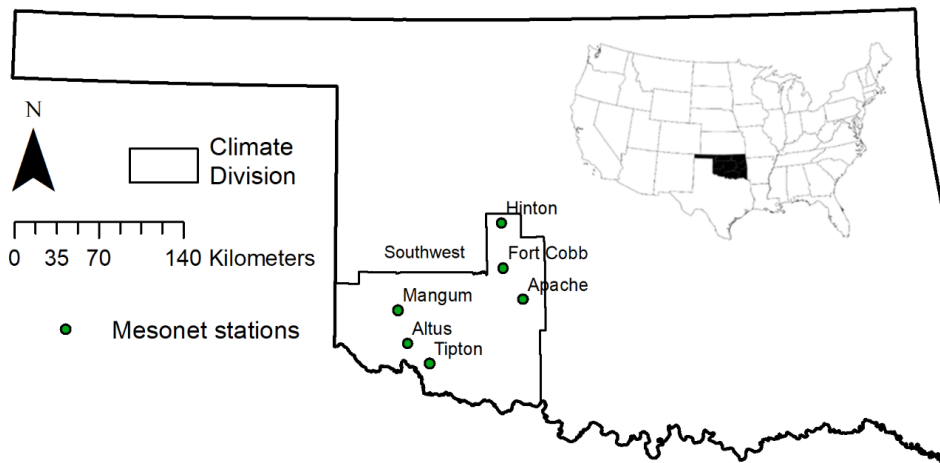 N
Climate
Division
0 35 70 140 Kilometers
Mesonet stations
Hinton
Southwest
Fort Cobb
Apache
Mangum
Altus
Tipton